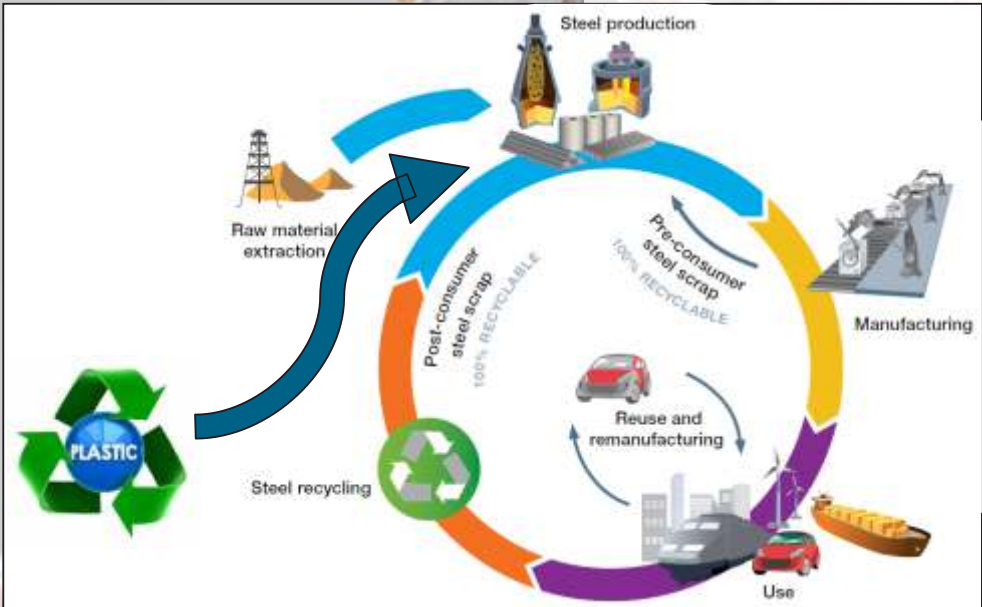 Steel production
Raw material
extraction
Pre-consumer
steel scrap
100% RECYCLABLE
Post-consumer
steel scrap
100% RECYCLABLE
Manufacturing
PLASTIC
Reuse and
remanufacturing
Steel recycling
Use